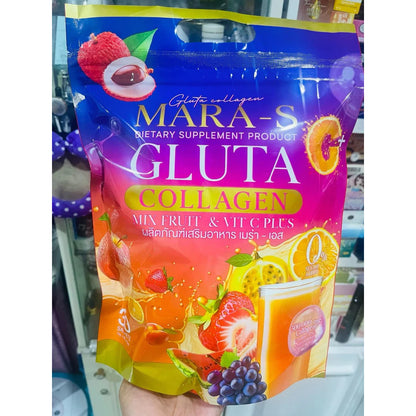 Gluta collagen
MARA-S
DIETARY SUPPLEMENT PRODUCT
C+
GLUTA
COLLAGEN
MIX FRUIT & VIT C PLUS
ผลิตภัณฑ์เสริมอาหาร เมร่า - เอส
0%